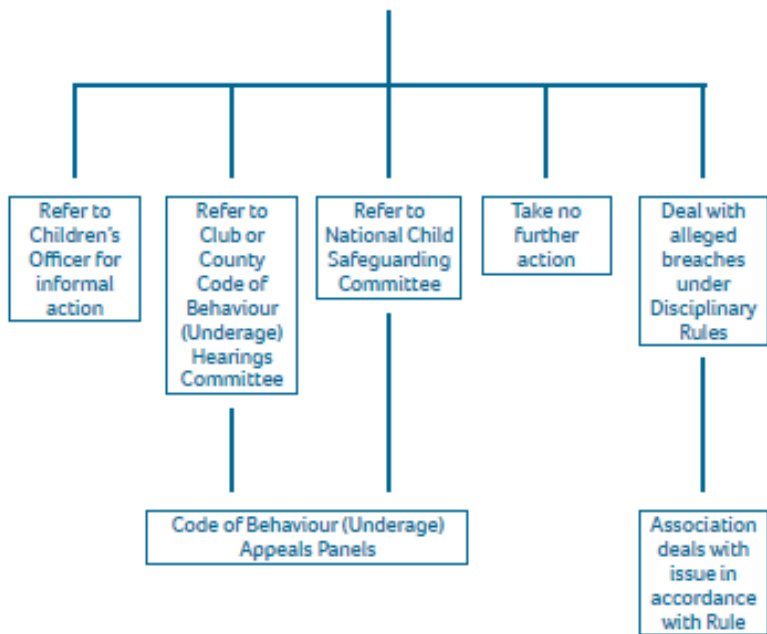 Refer to
Children's
Officer for
informal
action
Refer to
Club or
County
Code of
Behaviour
(Underage)
Hearings
Committee
Refer to
National Child
Safeguarding
Committee
Take no
further
action
Deal with
alleged
breaches
under
Disciplinary
Rules
Code of Behaviour (Underage)
Appeals Panels
Association
deals with
issue in
accordance
with Rule